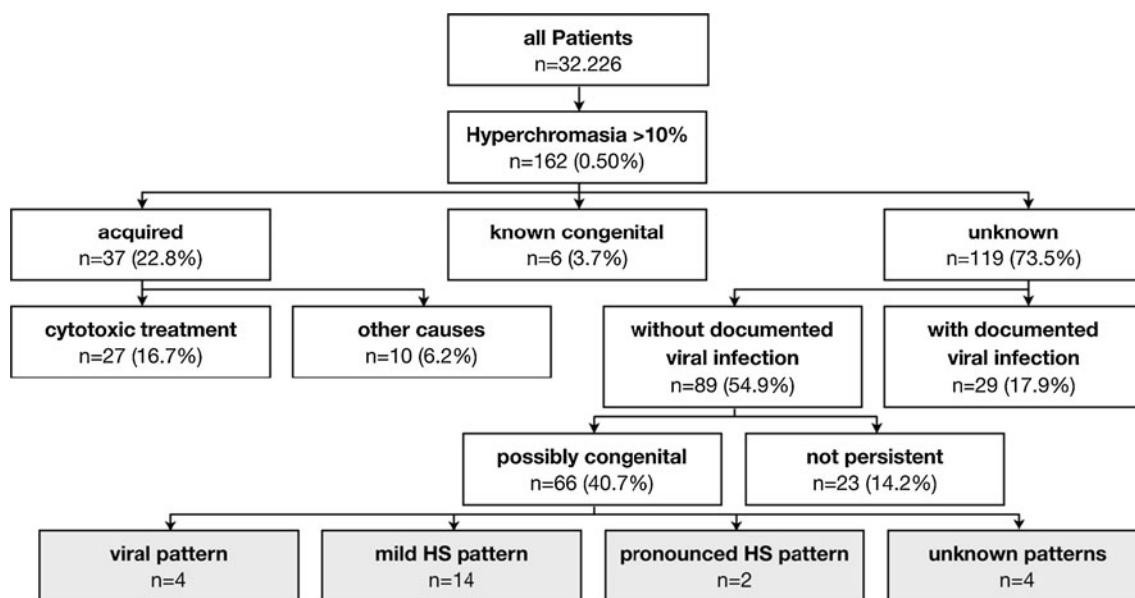 all Patients
n=32.226
Hyperchromasia >10%
n=162 (0.50%)
acquired
n=37 (22.8%)
known congenital
n=6 (3.7%)
unknown
n=119 (73.5%)
cytotoxic treatment
n=27 (16.7%)
other causes
n=10 (6.2%)
without documented
viral infection
n=89 (54.9%)
with documented
viral infection
n=29 (17.9%)
possibly congenital
n=66 (40.7%)
not persistent
n=23 (14.2%)
viral pattern
n=4
mild HS pattern
n=14
pronounced HS pattern
n=2
unknown patterns
n=4